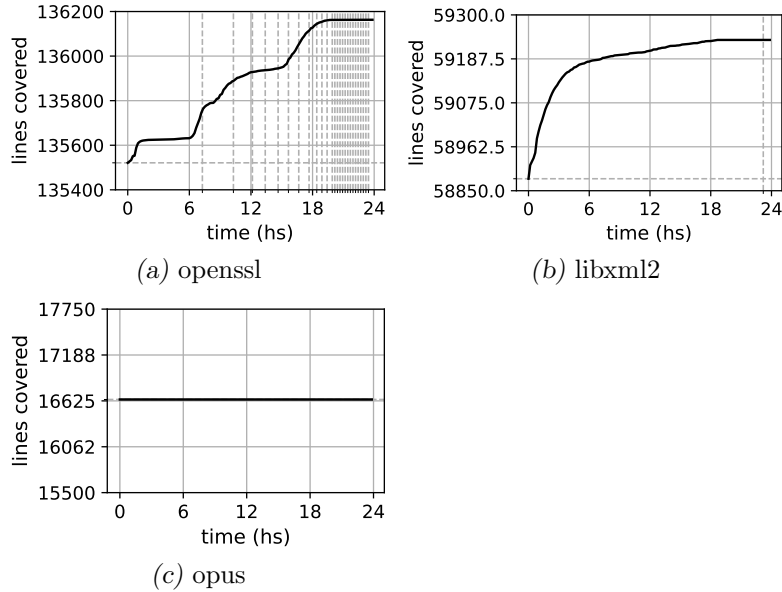 136200
136000
135800
135600
135400
lines covered
0 6 12 18 24
time (hs)
(a) openssl
59300.0
59187.5
59075.0
58962.5
58850.0
lines covered
0 6 12 18 24
time (hs)
(b) libxml2
17750
17188
16625
16062
15500
lines covered
0 6 12 18 24
time (hs)
(c) opus